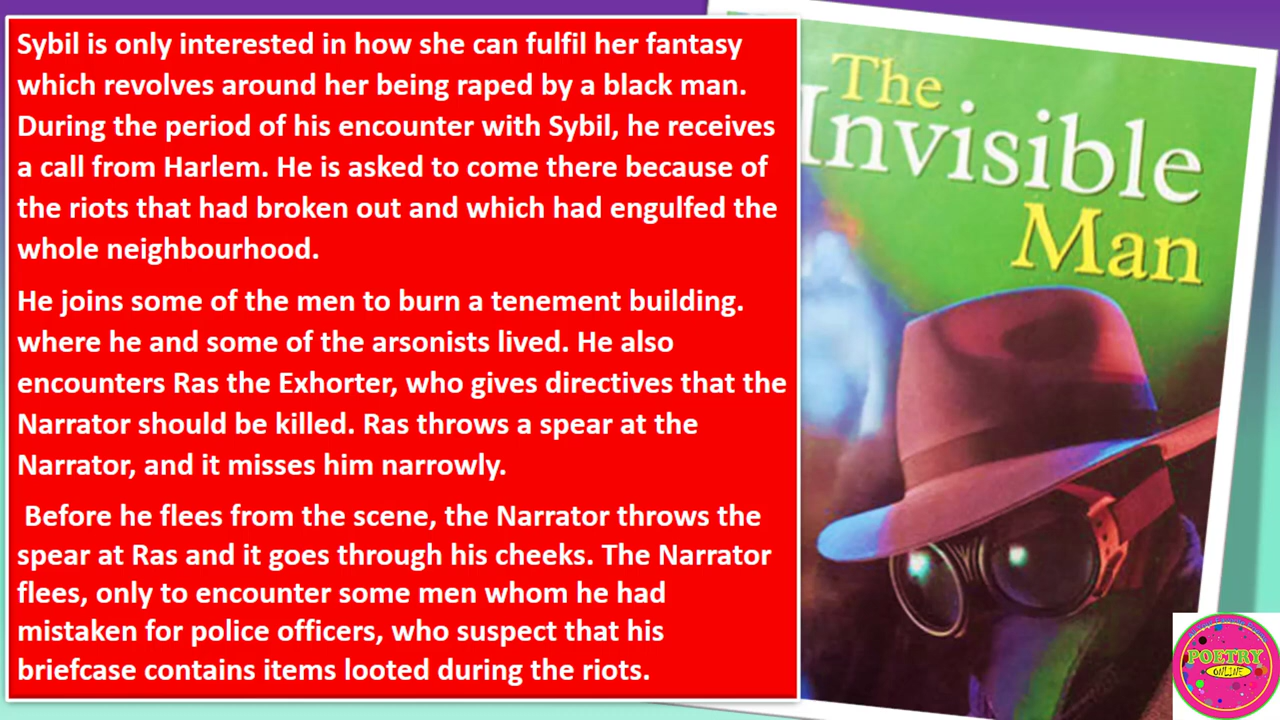 Sybil is only interested in how she can fulfil her fantasy
which revolves around her being raped by a black man.
During the period of his encounter with Sybil, he receives
a call from Harlem. He is asked to come there because of
the riots that had broken out and which had engulfed the
whole neighbourhood.
He joins some of the men to burn a tenement building.
where he and some of the arsonists lived. He also
encounters Ras the Exhorter, who gives directives that the
Narrator should be killed. Ras throws a spear at the
Narrator, and it misses him narrowly.
Before he flees from the scene, the Narrator throws the
spear at Ras and it goes through his cheeks. The Narrator
flees, only to encounter some men whom he had
mistaken for police officers, who suspect that his
briefcase contains items looted during the riots.
The
Invisible
Man
POETRY
ONLINE